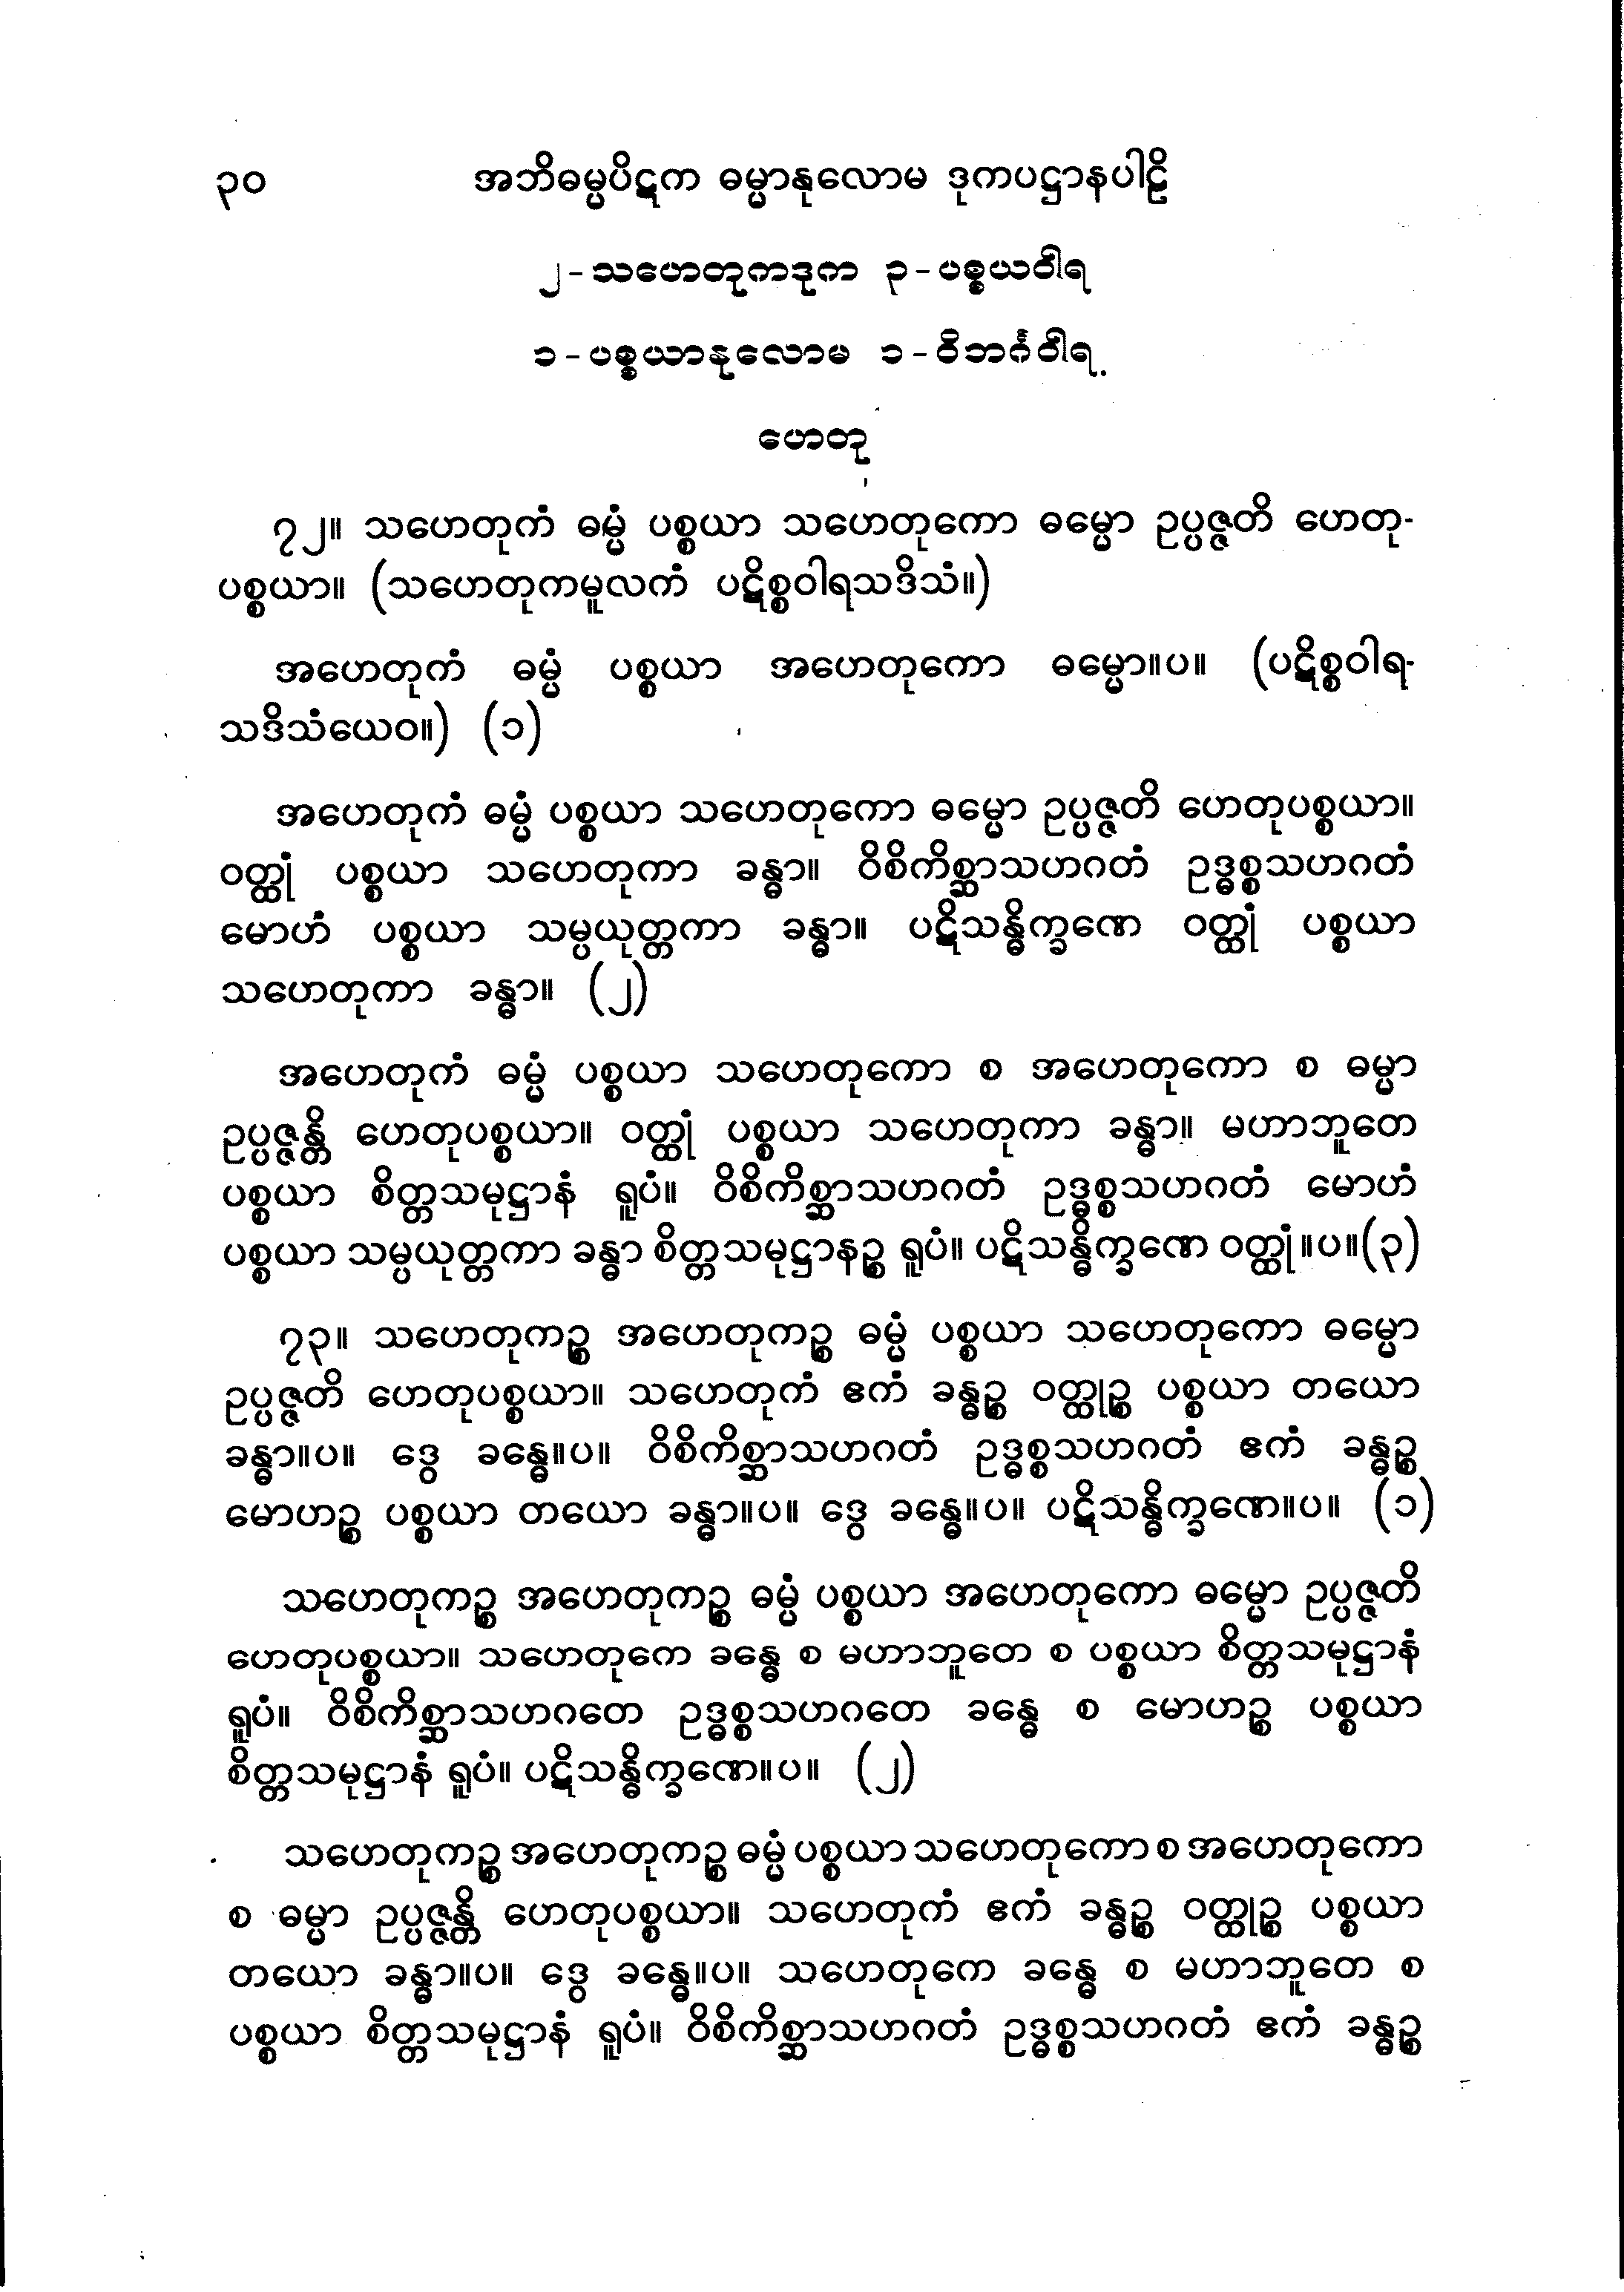 ၃၀ အဘိဓမ္မပိဋက ဓမ္မာနုလောမ ဒုကပဋ္ဌာနပါဠိ
၂-သဟေတုကဒုက ၃-ပစ္စယဝါရ
၁-ပစ္စယာနုလောမ ၁-ဝိဘင်္ဂဝါရ
ဟေတု
၇၂။ သဟေတုကံ ဓမ္မံ ပစ္စယာ သဟေတုကော ဓမ္မော ဥပ္ပဇ္ဇတိ ဟေတု-
ပစ္စယာ။ (သဟေတုကမူလကံ ပဋိစ္စဝါရသဒိသံ။)
အဟေတုကံ ဓမ္မံ ပစ္စယာ အဟေတုကော ဓမ္မော။ပ။ (ပဋိစ္စဝါရ-
သဒိသံယေဝ။) (၁)
အဟေတုကံ ဓမ္မံ ပစ္စယာ သဟေတုကော ဓမ္မော ဥပ္ပဇ္ဇတိ ဟေတုပစ္စယာ။
ဝတ္ထုံ ပစ္စယာ သဟေတုကာ ခန္ဓာ။ ဝိစိကိစ္ဆာသဟဂတံ ဥဒ္ဓစ္စသဟဂတံ
မောဟံ ပစ္စယာ သမ္ပယုတ္တကာ ခန္ဓာ။ ပဋိသန္ဓိက္ခဏေ ဝတ္ထုံ ပစ္စယာ
သဟေတုကာ ခန္ဓာ။ (၂)
အဟေတုကံ ဓမ္မံ ပစ္စယာ သဟေတုကော စ အဟေတုကော စ ဓမ္မာ
ဥပ္ပဇ္ဇန္တိ ဟေတုပစ္စယာ။ ဝတ္ထုံ ပစ္စယာ သဟေတုကာ ခန္ဓာ။ မဟာဘူတေ
ပစ္စယာ စိတ္တသမုဋ္ဌာနံ ရူပံ။ ဝိစိကိစ္ဆာသဟဂတံ ဥဒ္ဓစ္စသဟဂတံ မောဟံ
ပစ္စယာ သမ္ပယုတ္တကာ ခန္ဓာ စိတ္တသမုဋ္ဌာနဉ္စ ရူပံ။ ပဋိသန္ဓိက္ခဏေ ဝတ္ထုံ။ပ။(၃)
၇၃။ သဟေတုကဉ္စ အဟေတုကဉ္စ ဓမ္မံ ပစ္စယာ သဟေတုကော ဓမ္မော
ဥပ္ပဇ္ဇတိ ဟေတုပစ္စယာ။ သဟေတုကံ ဧကံ ခန္ဓဉ္စ ဝတ္ထုဉ္စ ပစ္စယာ တယော
ခန္ဓာ။ပ။ ဒွေ ခန္ဓေ။ပ။ ဝိစိကိစ္ဆာသဟဂတံ ဥဒ္ဓစ္စသဟဂတံ ဧကံ ခန္ဓဉ္စ
မောဟဉ္စ ပစ္စယာ တယော ခန္ဓာ။ပ။ ဒွေ ခန္ဓေ။ပ။ ပဋိသန္ဓိက္ခဏေ။ပ။ (၁)
သဟေတုကဉ္စ အဟေတုကဉ္စ ဓမ္မံ ပစ္စယာ အဟေတုကော ဓမ္မော ဥပ္ပဇ္ဇတိ
ဟေတုပစ္စယာ။ သဟေတုကေ ခန္ဓေ စ မဟာဘူတေ စ ပစ္စယာ စိတ္တသမုဋ္ဌာနံ
ရူပံ။ ဝိစိကိစ္ဆာသဟဂတေ ဥဒ္ဓစ္စသဟဂတေ ခန္ဓေ စ မောဟဉ္စ ပစ္စယာ
စိတ္တသမုဋ္ဌာနံ ရူပံ။ ပဋိသန္ဓိက္ခဏေ။ပ။ (၂)
သဟေတုကဉ္စ အဟေတုကဉ္စ ဓမ္မံ ပစ္စယာ သဟေတုကော စ အဟေတုကော
စ ဓမ္မာ ဥပ္ပဇ္ဇန္တိ ဟေတုပစ္စယာ။ သဟေတုကံ ဧကံ ခန္ဓဉ္စ ဝတ္ထုဉ္စ ပစ္စယာ
တယော ခန္ဓာ။ပ။ ဒွေ ခန္ဓေ။ပ။ သဟေတုကေ ခန္ဓေ စ မဟာဘူတေ စ
ပစ္စယာ စိတ္တသမုဋ္ဌာနံ ရူပံ။ ဝိစိကိစ္ဆာသဟဂတံ ဥဒ္ဓစ္စသဟဂတံ ဧကံ ခန္ဓဉ္စ